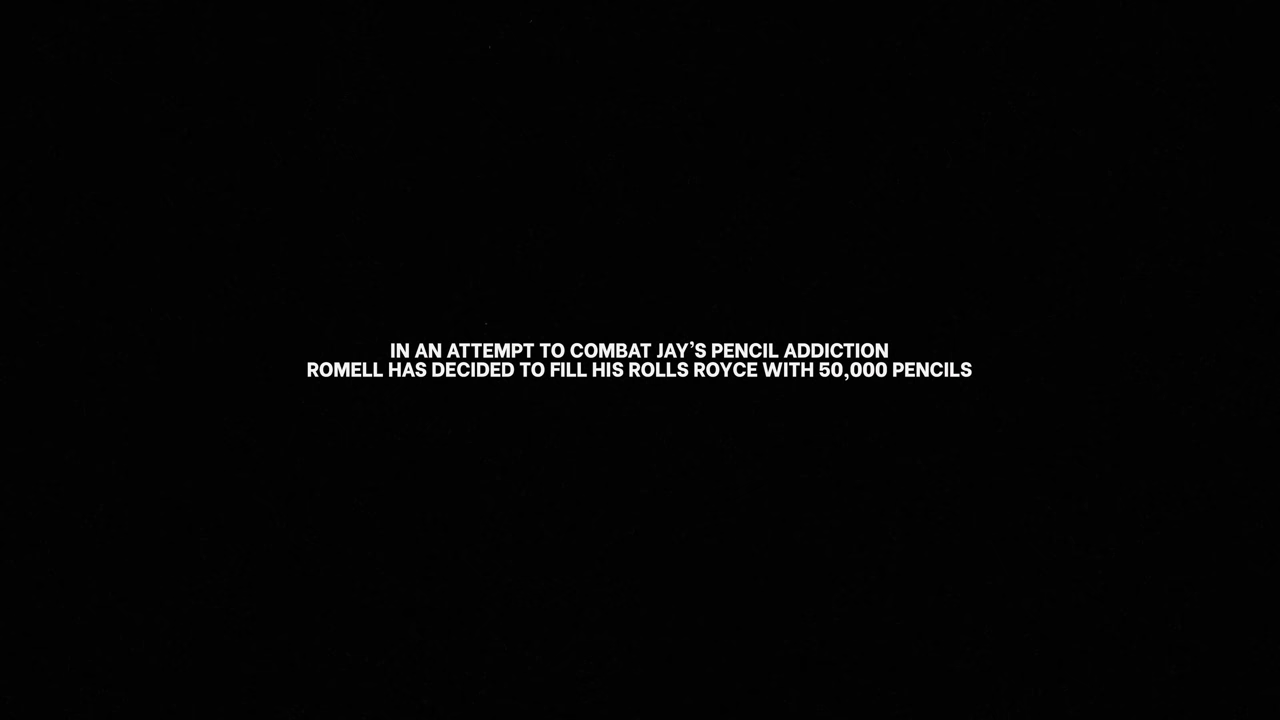 IN AN ATTEMPT TO COMBAT JAY’S PENCIL ADDICTION
ROMELL HAS DECIDED TO FILL HIS ROLLS ROYCE WITH 50,000 PENCILS